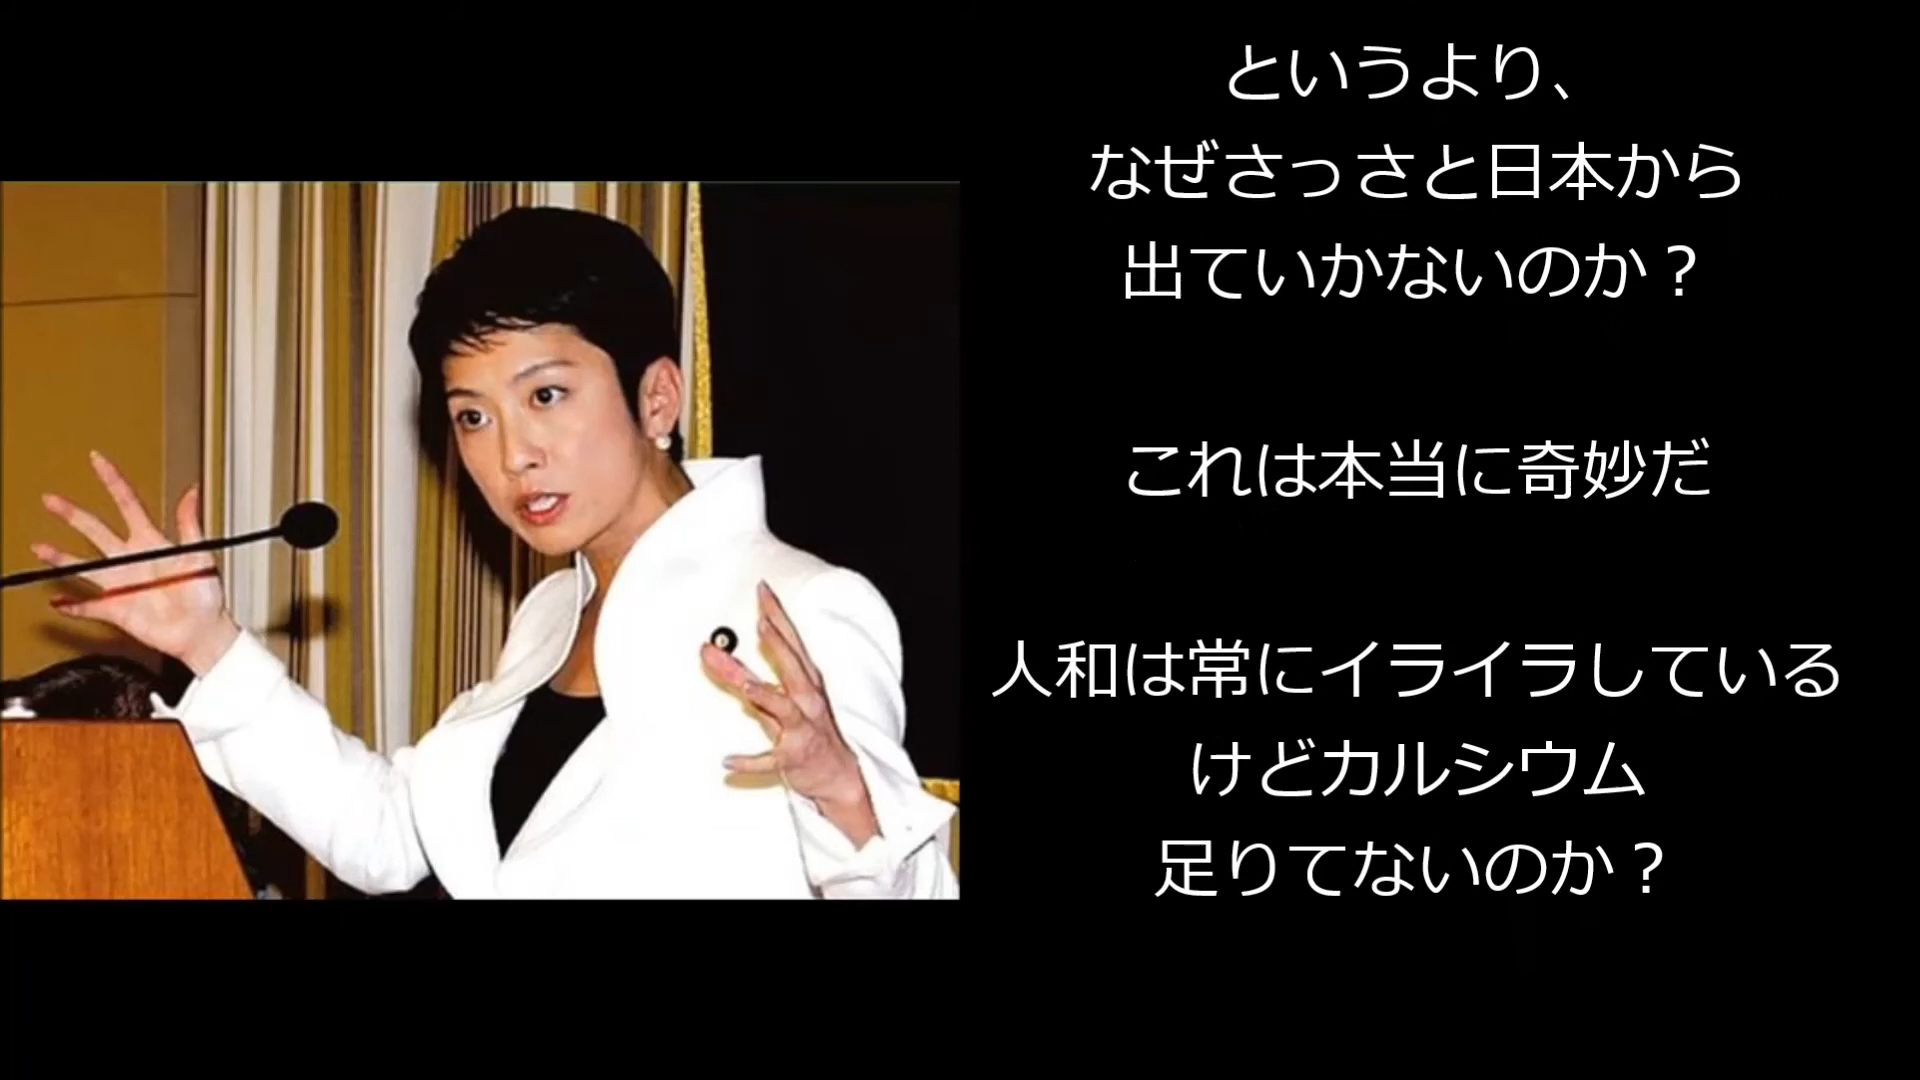 というより、
なぜさっさと日本から
出ていかないのか？
これは本当に奇妙だ
人和は常にイライラしている
けどカルシウム
足りてないのか？